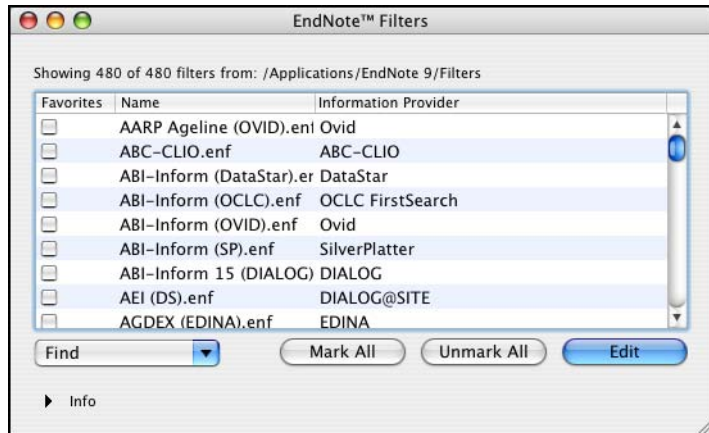 EndNote™ Filters
Showing 480 of 480 filters from: /Applications/EndNote 9/Filters
Favorites Name Information Provider
AARP Ageline (OVID).enf Ovid
ABC-CLIO.enf ABC-CLIO
ABI-Inform (DataStar).er DataStar
ABI-Inform (OCLC).enf OCLC FirstSearch
ABI-Inform (OVID).enf Ovid
ABI-Inform (SP).enf SilverPlatter
ABI-Inform 15 (DIALOG) DIALOG
AEI (DS).enf DIALOG@SITE
AGDEX (EDINA).enf EDINA
Find Mark All Unmark All Edit
Info